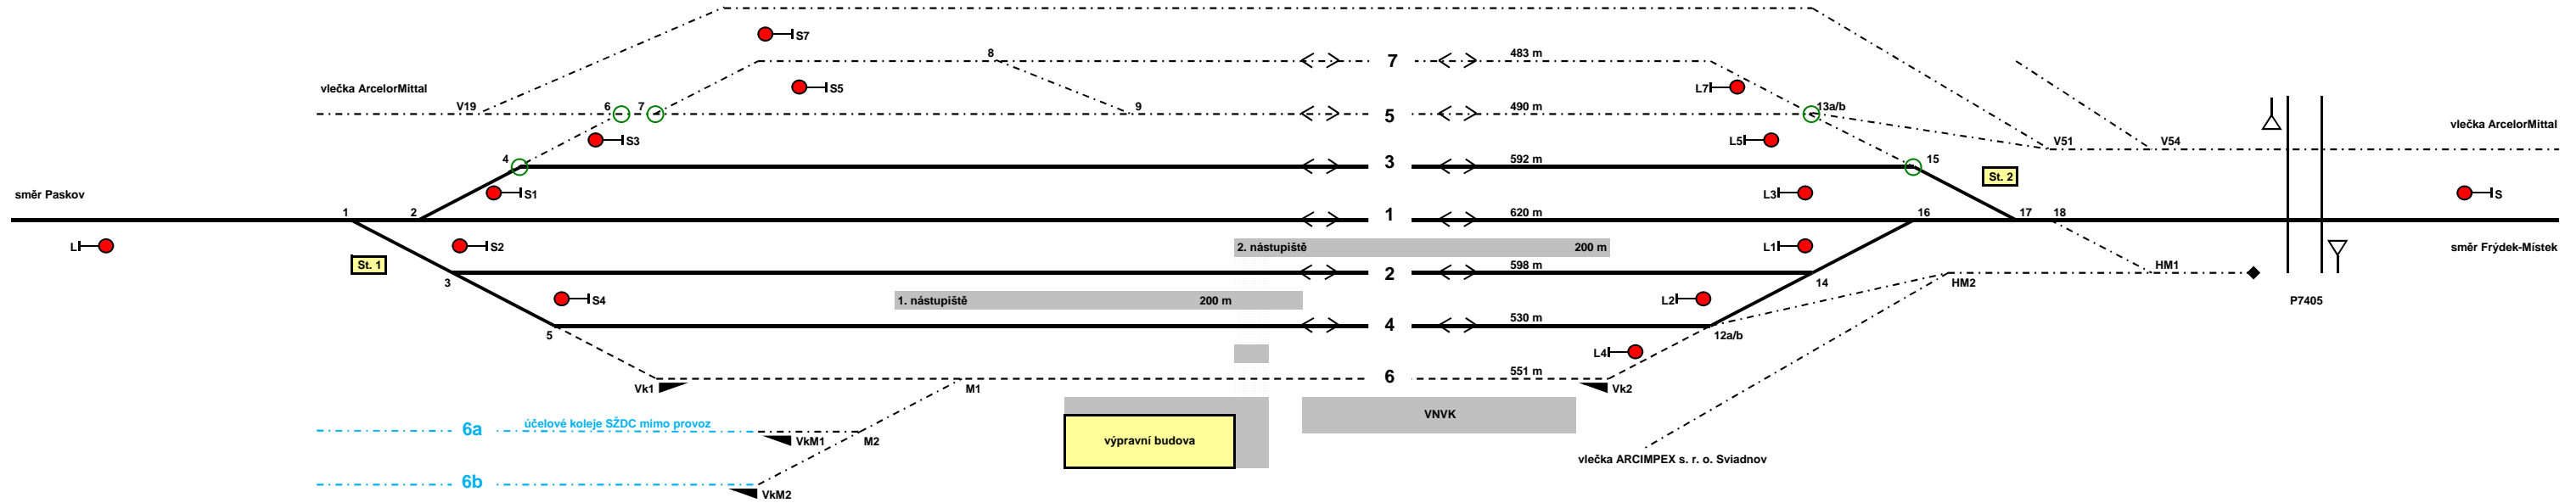 S7
8
7
483 m
vlečka ArcelorMittal
S5
L7
V19
6
7
9
5
490 m
13a/b
vlečka ArcelorMittal
S3
L5
V51
V54
4
3
592 m
15
St. 2
směr Paskov
S1
L3
S
1
2
1
620 m
16
17
18
L
S2
2. nástupiště
200 m
L1
směr Frýdek-Místek
St. 1
3
2
598 m
14
HM2
HM1
S4
1. nástupiště
200 m
L2
P7405
5
4
530 m
12a/b
L4
Vk1
M1
6
551 m
Vk2
6a
účelové koleje SŽDC mimo provoz
VkM1
M2
výpravní budova
VNVK
vlečka ARCIMPEX s. r. o. Sviadnov
6b
VkM2